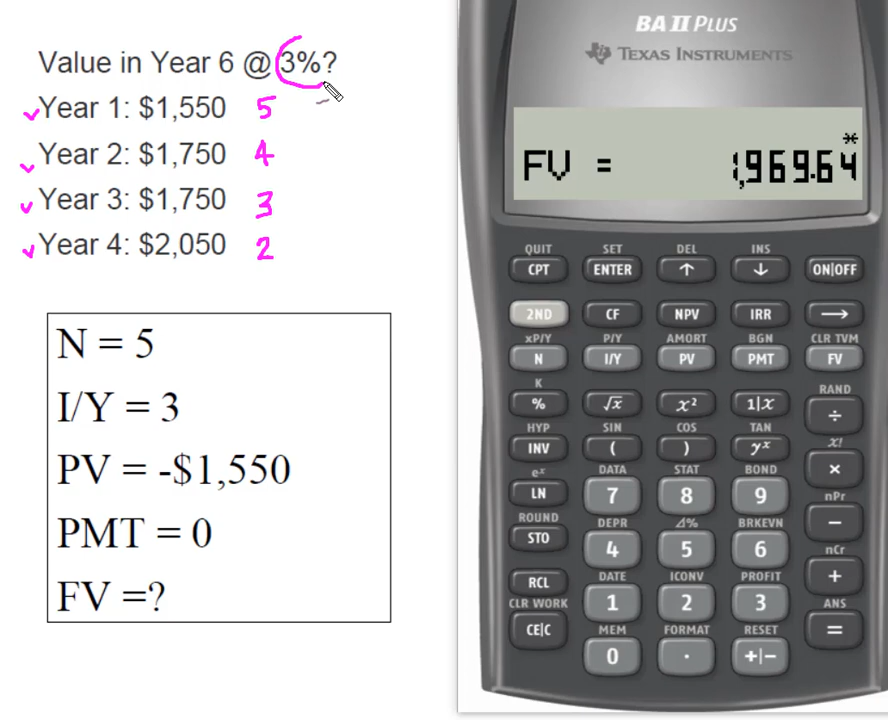 Value in Year 6 @ 3%?
Year 1: $1,550 5
Year 2: $1,750 4
Year 3: $1,750 3
Year 4: $2,050 2
N = 5
I/Y = 3
PV = -$1,550
PMT = 0
FV =?
BA II PLUS
TEXAS INSTRUMENTS
FV = 1,969.64
QUIT SET DEL INS
CPT ENTER ↑ ↓ ON|OFF
2ND CF NPV IRR →
xP/Y P/Y AMORT BGN CLR TVM
N I/Y PV PMT FV
K RAND
% √x x² 1|x ÷
HYP SIN COS TAN x!
INV ( ) yˣ ×
eˣ DATA STAT BOND nPr
LN 7 8 9 −
ROUND DEPR Δ% BRKEVN nCr
STO 4 5 6 +
DATE ICONV PROFIT ANS
RCL 1 2 3 =
CLR WORK MEM FORMAT RESET
CE|C 0 . +|−